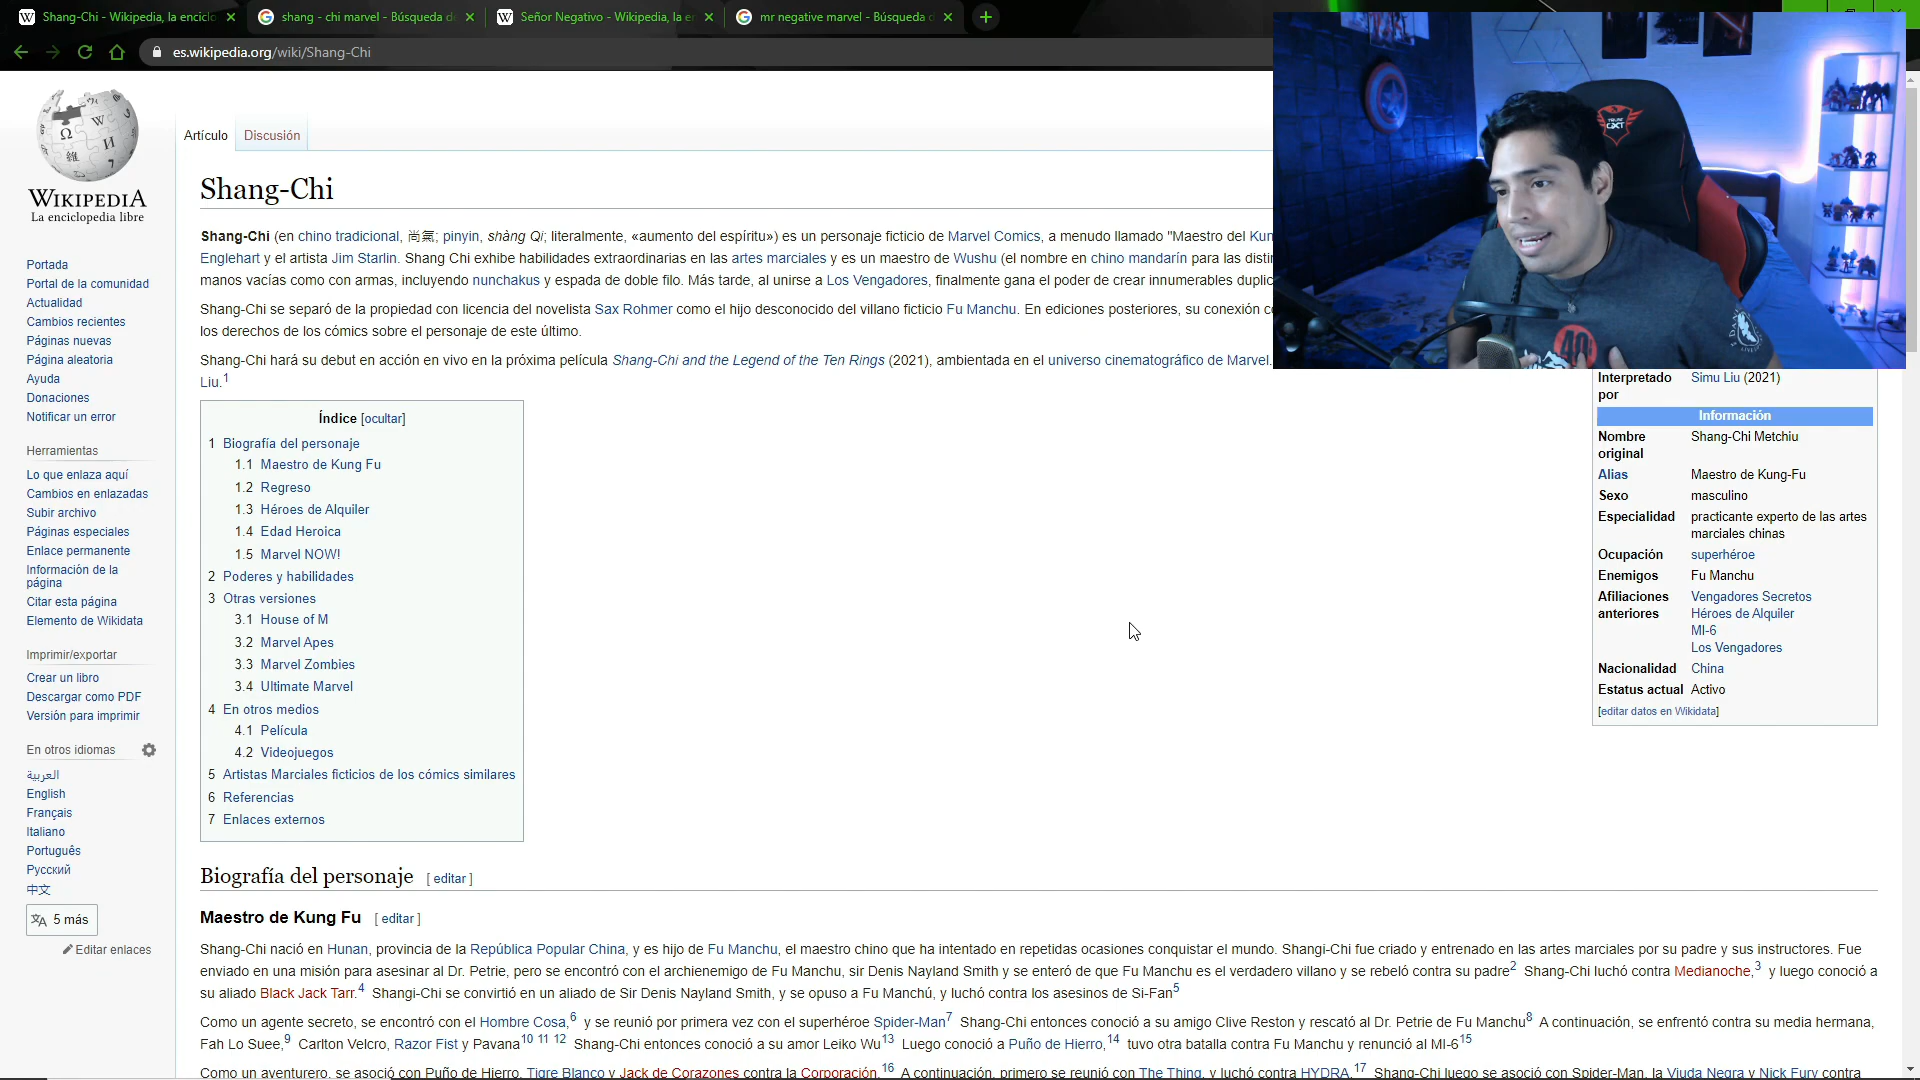 Shang-Chi - Wikipedia, la enciclo
shang - chi marvel - Búsqueda de
Señor Negativo - Wikipedia, la en
mr negative marvel - Búsqueda d
es.wikipedia.org/wiki/Shang-Chi
WIKIPEDIA
La enciclopedia libre
Artículo
Discusión
Shang-Chi
Shang-Chi (en chino tradicional, 尚氣; pinyin, shàng Qì; literalmente, «aumento del espíritu») es un personaje ficticio de Marvel Comics, a menudo llamado "Maestro del Kun
Englehart y el artista Jim Starlin. Shang Chi exhibe habilidades extraordinarias en las artes marciales y es un maestro de Wushu (el nombre en chino mandarín para las distin
manos vacías como con armas, incluyendo nunchakus y espada de doble filo. Más tarde, al unirse a Los Vengadores, finalmente gana el poder de crear innumerables duplic
Shang-Chi se separó de la propiedad con licencia del novelista Sax Rohmer como el hijo desconocido del villano ficticio Fu Manchu. En ediciones posteriores, su conexión c
los derechos de los cómics sobre el personaje de este último.
Shang-Chi hará su debut en acción en vivo en la próxima película Shang-Chi and the Legend of the Ten Rings (2021), ambientada en el universo cinematográfico de Marvel.
Liu.1
Índice [ocultar]
1 Biografía del personaje
1.1 Maestro de Kung Fu
1.2 Regreso
1.3 Héroes de Alquiler
1.4 Edad Heroica
1.5 Marvel NOW!
2 Poderes y habilidades
3 Otras versiones
3.1 House of M
3.2 Marvel Apes
3.3 Marvel Zombies
3.4 Ultimate Marvel
4 En otros medios
4.1 Película
4.2 Videojuegos
5 Artistas Marciales ficticios de los cómics similares
6 Referencias
7 Enlaces externos
Interpretado por Simu Liu (2021)
Información
Nombre original Shang-Chi Metchiu
Alias Maestro de Kung-Fu
Sexo masculino
Especialidad practicante experto de las artes
marciales chinas
Ocupación superhéroe
Enemigos Fu Manchu
Afiliaciones anteriores Vengadores Secretos
Héroes de Alquiler
MI-6
Los Vengadores
Nacionalidad China
Estatus actual Activo
[editar datos en Wikidata]
Portada
Portal de la comunidad
Actualidad
Cambios recientes
Páginas nuevas
Página aleatoria
Ayuda
Donaciones
Notificar un error
Herramientas
Lo que enlaza aquí
Cambios en enlazadas
Subir archivo
Páginas especiales
Enlace permanente
Información de la
página
Citar esta página
Elemento de Wikidata
Imprimir/exportar
Crear un libro
Descargar como PDF
Versión para imprimir
En otros idiomas
العربية
English
Français
Italiano
Português
Русский
中文
5 más
Editar enlaces
Biografía del personaje [ editar ]
Maestro de Kung Fu [ editar ]
Shang-Chi nació en Hunan, provincia de la República Popular China, y es hijo de Fu Manchu, el maestro chino que ha intentado en repetidas ocasiones conquistar el mundo. Shangi-Chi fue criado y entrenado en las artes marciales por su padre y sus instructores. Fue
enviado en una misión para asesinar al Dr. Petrie, pero se encontró con el archienemigo de Fu Manchu, sir Denis Nayland Smith y se enteró de que Fu Manchu es el verdadero villano y se rebeló contra su padre2 Shang-Chi luchó contra Medianoche,3 y luego conoció a
su aliado Black Jack Tarr.4 Shangi-Chi se convirtió en un aliado de Sir Denis Nayland Smith, y se opuso a Fu Manchú, y luchó contra los asesinos de Si-Fan5
Como un agente secreto, se encontró con el Hombre Cosa,6 y se reunió por primera vez con el superhéroe Spider-Man7 Shang-Chi entonces conoció a su amigo Clive Reston y rescató al Dr. Petrie de Fu Manchu8 A continuación, se enfrentó contra su media hermana,
Fah Lo Suee,9 Carlton Velcro, Razor Fist y Pavana10 11 12 Shang-Chi entonces conoció a su amor Leiko Wu13 Luego conoció a Puño de Hierro,14 tuvo otra batalla contra Fu Manchu y renunció al MI-615
Como un aventurero, se asoció con Puño de Hierro, Tigre Blanco y Jack de Corazones contra la Corporación.16 A continuación, primero se reunió con The Thing, y luchó contra HYDRA.17 Shang-Chi luego se asoció con Spider-Man, la Viuda Negra y Nick Fury contra